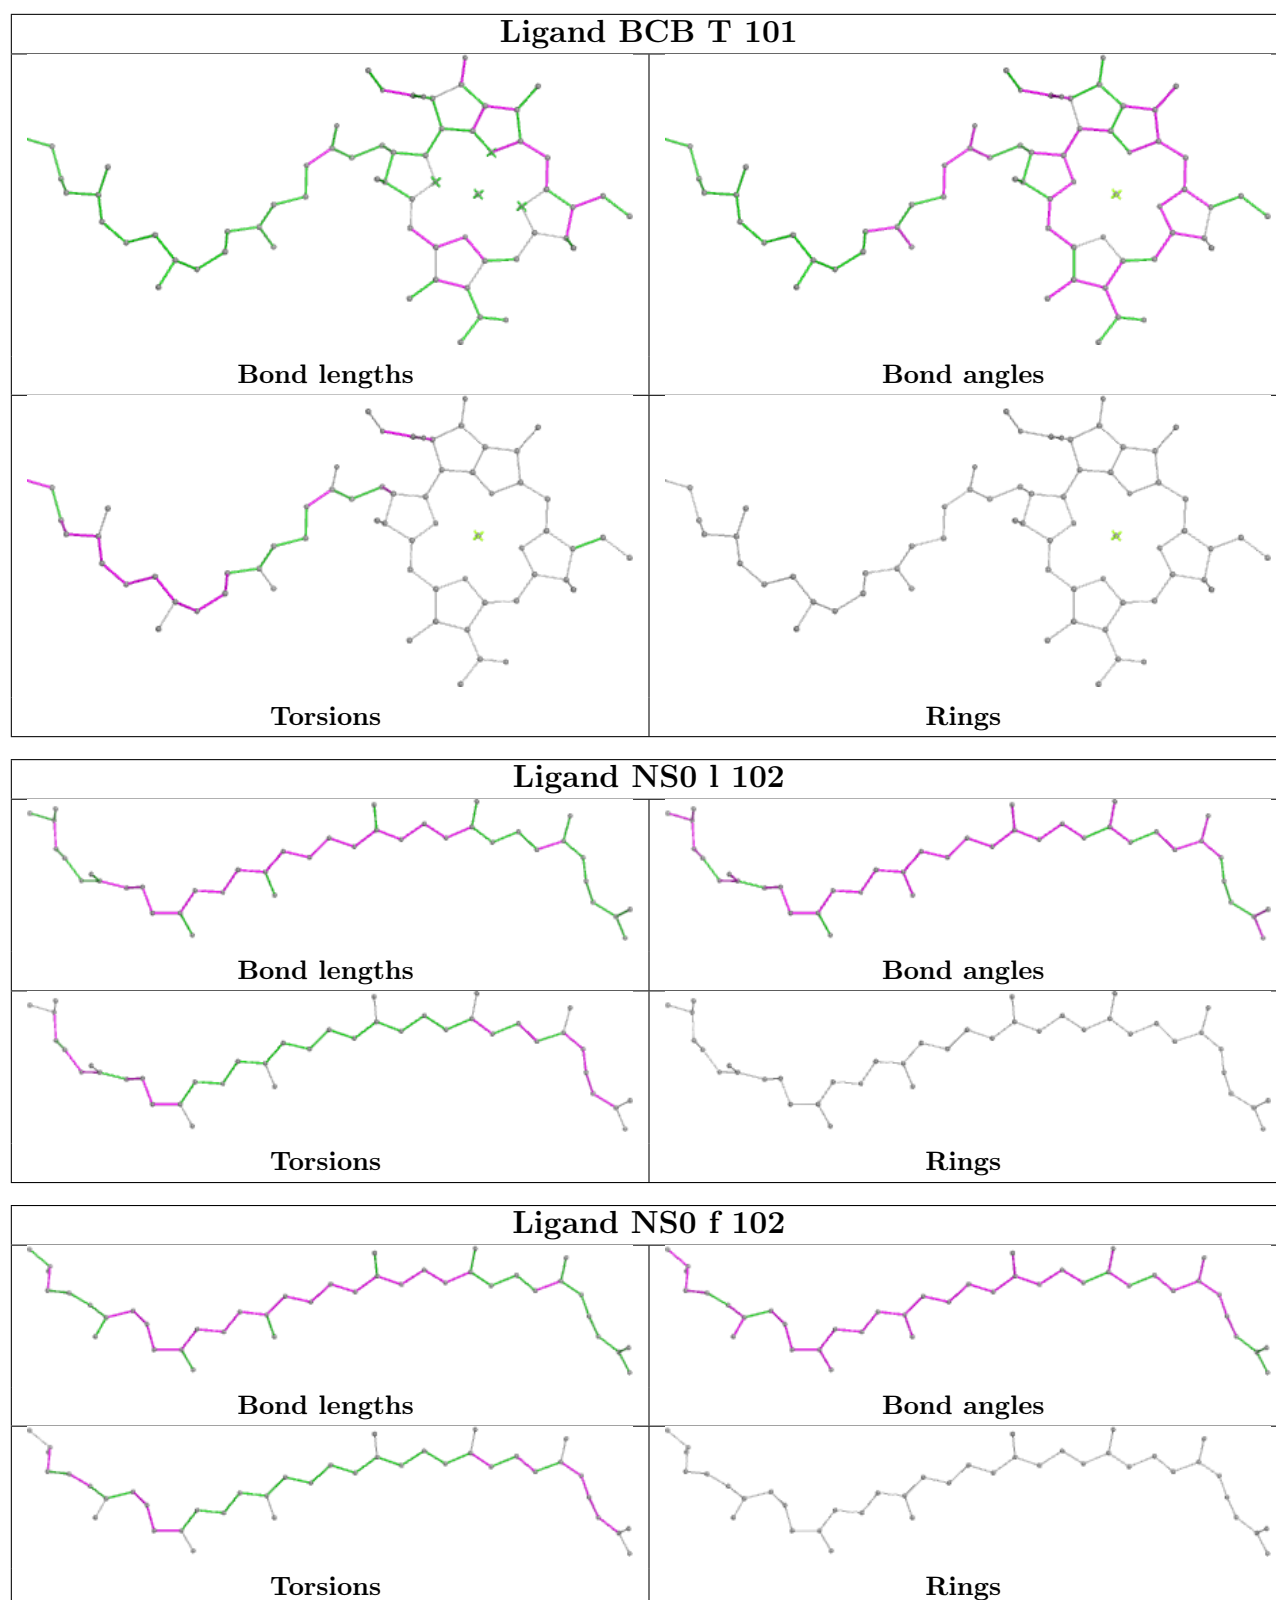 Ligand BCB T 101
Bond lengths
Bond angles
Torsions
Rings
Ligand NS0 l 102
Bond lengths
Bond angles
Torsions
Rings
Ligand NS0 f 102
Bond lengths
Bond angles
Torsions
Rings